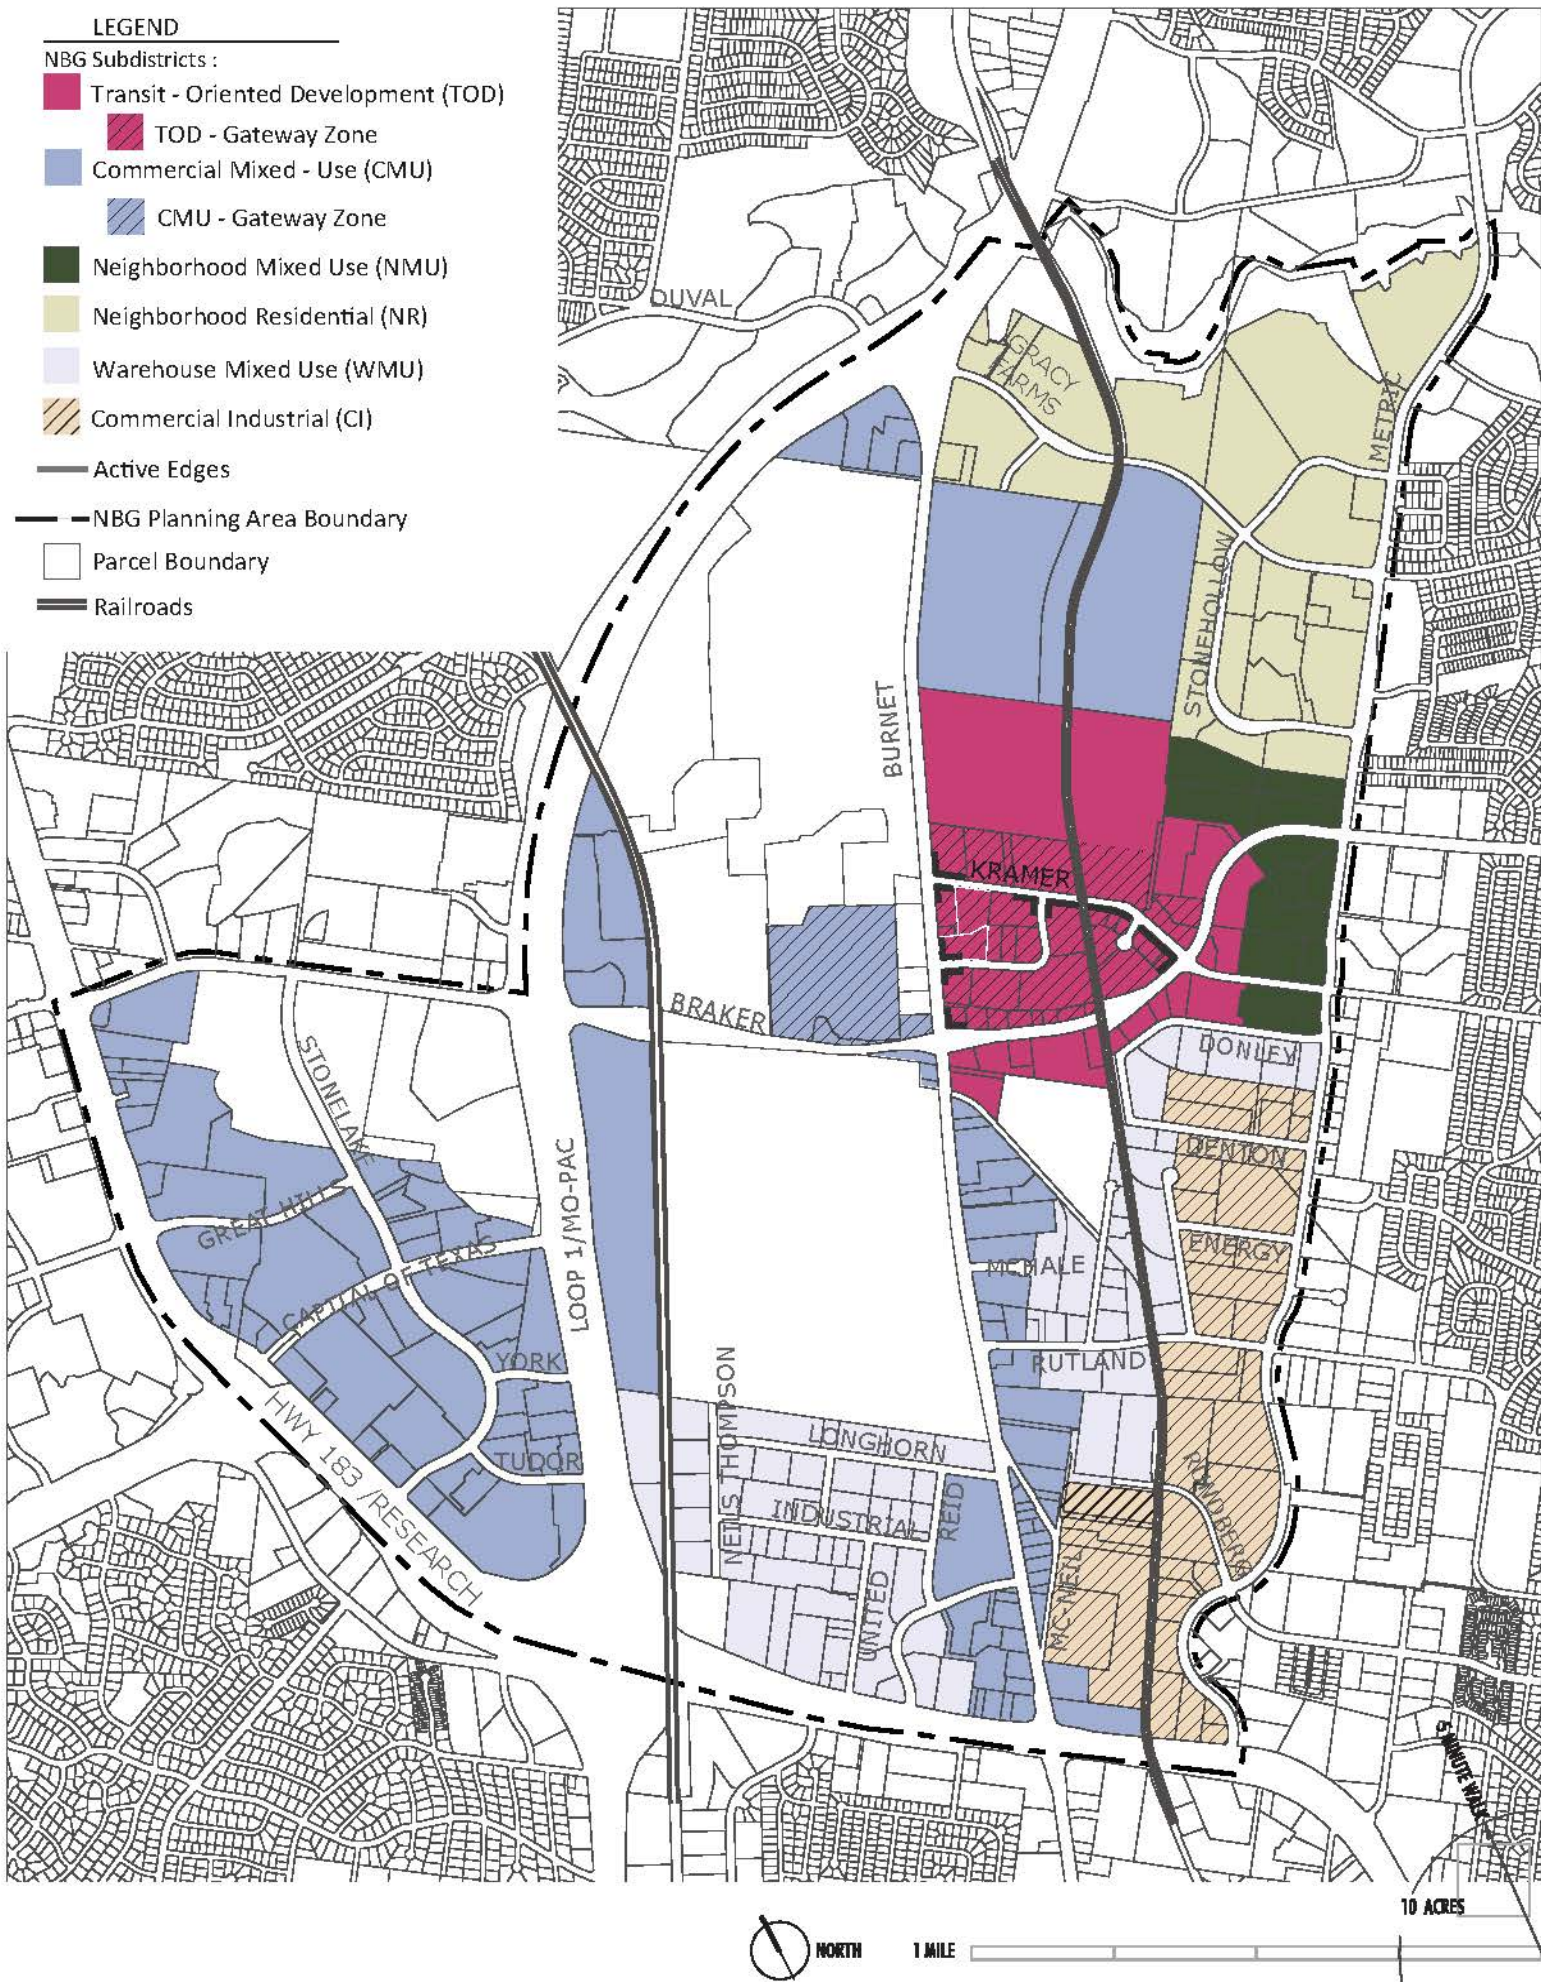 LEGEND
NBG Subdistricts :
Transit - Oriented Development (TOD)
TOD - Gateway Zone
Commercial Mixed - Use (CMU)
CMU - Gateway Zone
Neighborhood Mixed Use (NMU)
Neighborhood Residential (NR)
Warehouse Mixed Use (WMU)
Commercial Industrial (CI)
Active Edges
NBG Planning Area Boundary
Parcel Boundary
Railroads
DUVAL
GRACY
FARMS
METRIC
STONEHOLLOW
BURNET
KRAMER
BRAKER
DONLEY
STONELAKE
DENTON
GREAT HILLS
ENERGY
CAPITAL OF TEXAS
LOOP 1/MO-PAC
MCHALE
YORK
RUTLAND
HWY 183 /RESEARCH
NEILS THOMPSON
LONGHORN
TUDOR
INDUSTRIAL
REID
RUNDBERG
UNITED
MC-NEIL
5 MINUTE WALK
10 ACRES
NORTH
1 MILE